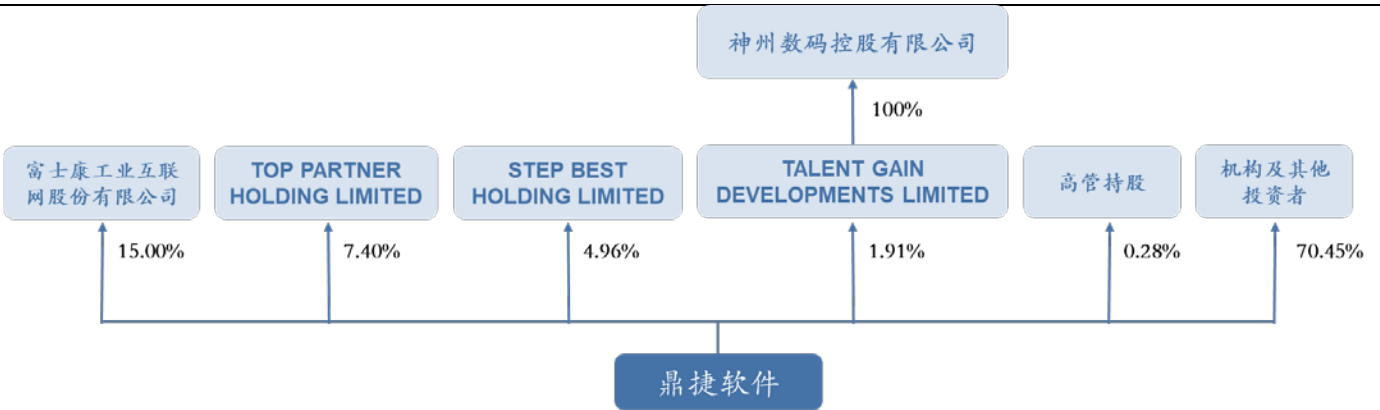 神州数码控股有限公司
100%
富士康工业互联
网股份有限公司
TOP PARTNER
HOLDING LIMITED
STEP BEST
HOLDING LIMITED
TALENT GAIN
DEVELOPMENTS LIMITED
高管持股
机构及其他
投资者
15.00%
7.40%
4.96%
1.91%
0.28%
70.45%
鼎捷软件